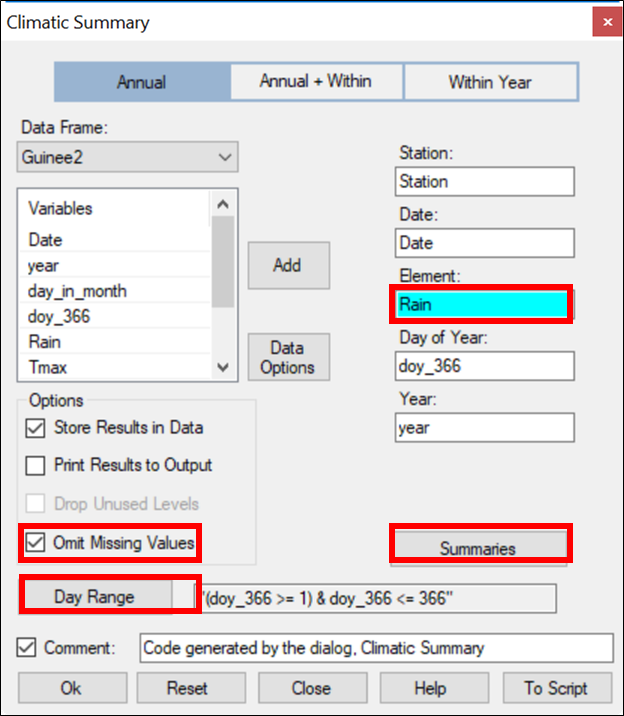 Climatic Summary
Annual
Annual + Within
Within Year
Data Frame:
Guinee2
Variables
Date
year
day_in_month
doy_366
Rain
Tmax
Add
Data
Options
Station:
Station
Date:
Date
Element:
Rain
Day of Year:
doy_366
Year:
year
Options
Store Results in Data
Print Results to Output
Drop Unused Levels
Omit Missing Values
Summaries
Day Range
"(doy_366 >= 1) & doy_366 <= 366"
Comment:
Code generated by the dialog, Climatic Summary
Ok
Reset
Close
Help
To Script